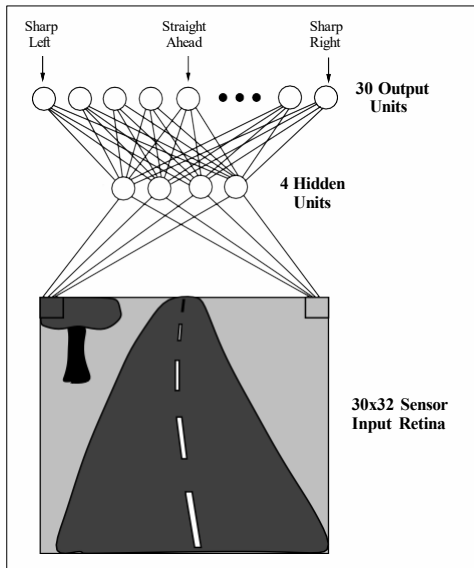 Sharp
Left
Straight
Ahead
Sharp
Right
30 Output
Units
4 Hidden
Units
30x32 Sensor
Input Retina